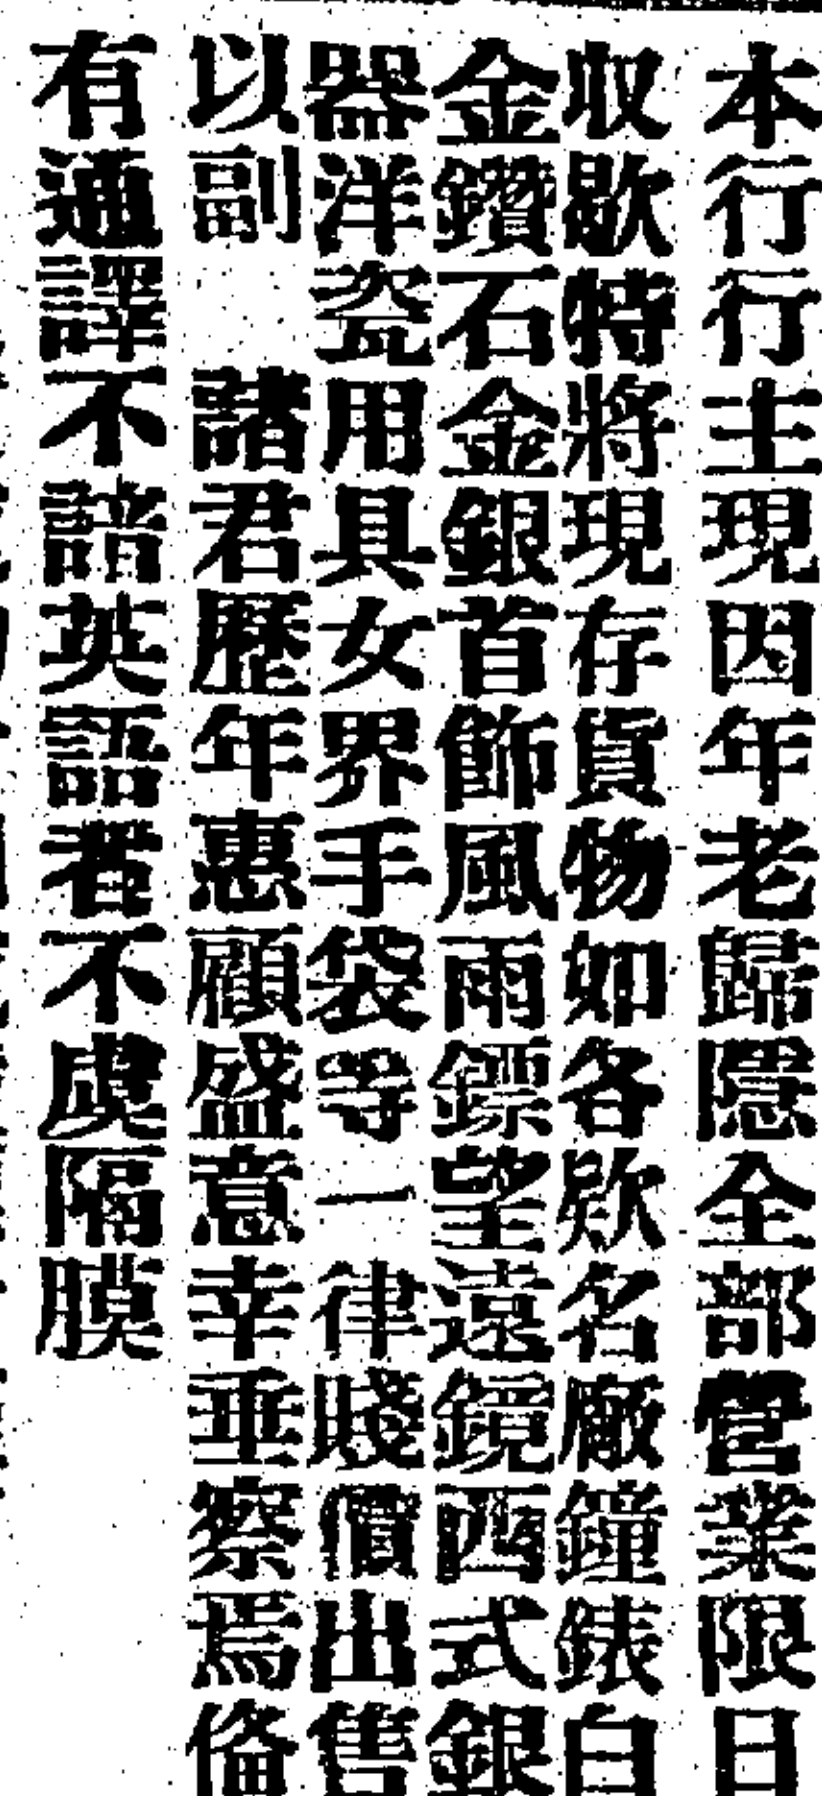 本行行主現因年老歸隱全部營業限日
收歇特將現存貨物如各欵名廠鐘錶白
金鑽石金銀首飾風雨鏢望遠鏡西式銀
器洋瓷用具女界手袋等一律賤價出售
以副 諸君歷年惠顧盛意幸垂察焉偹
有通譯不諳英語者不虞隔膜